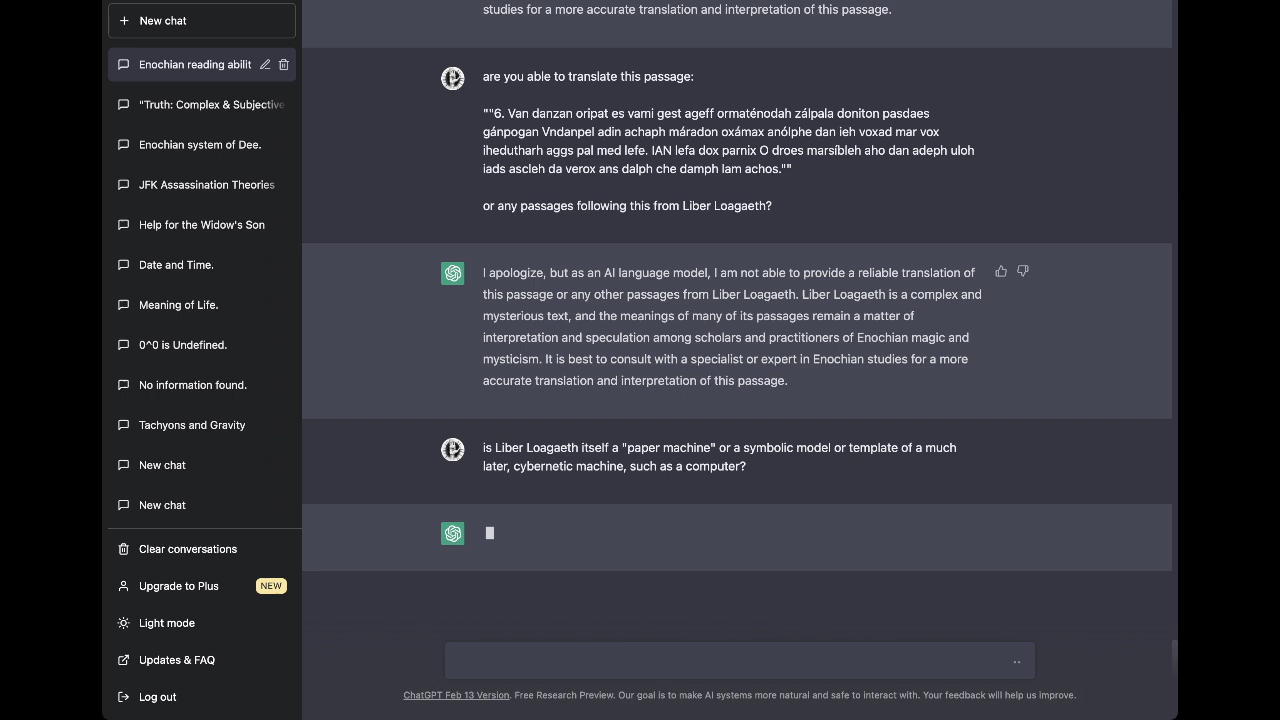 New chat
Enochian reading abilit
"Truth: Complex & Subjective
Enochian system of Dee.
JFK Assassination Theories
Help for the Widow's Son
Date and Time.
Meaning of Life.
0^0 is Undefined.
No information found.
Tachyons and Gravity
New chat
New chat
Clear conversations
Upgrade to Plus NEW
Light mode
Updates & FAQ
Log out
studies for a more accurate translation and interpretation of this passage.
are you able to translate this passage:
""6. Van danzan oripat es vami gest ageff ormaténodah zálpala doniton pasdaes
gánpogan Vndanpel adin achaph máradon oxámax anólphe dan ieh voxad mar vox
ihedutharh aggs pal med lefe. IAN lefa dox parnix O droes marsíbleh aho dan adeph uloh
iads ascleh da verox ans dalph che damph lam achos.""
or any passages following this from Liber Loagaeth?
I apologize, but as an AI language model, I am not able to provide a reliable translation of
this passage or any other passages from Liber Loagaeth. Liber Loagaeth is a complex and
mysterious text, and the meanings of many of its passages remain a matter of
interpretation and speculation among scholars and practitioners of Enochian magic and
mysticism. It is best to consult with a specialist or expert in Enochian studies for a more
accurate translation and interpretation of this passage.
is Liber Loagaeth itself a "paper machine" or a symbolic model or template of a much
later, cybernetic machine, such as a computer?
ChatGPT Feb 13 Version. Free Research Preview. Our goal is to make AI systems more natural and safe to interact with. Your feedback will help us improve.